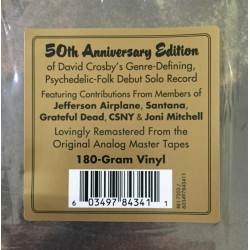 50th Anniversary Edition
of David Crosby's Genre-Defining,
Psychedelic-Folk Debut Solo Record
Featuring Contributions From Members of
Jefferson Airplane, Santana,
Grateful Dead, CSNY & Joni Mitchell
Lovingly Remastered From the
Original Analog Master Tapes
180-Gram Vinyl
6 03497 84341 1
603497843411